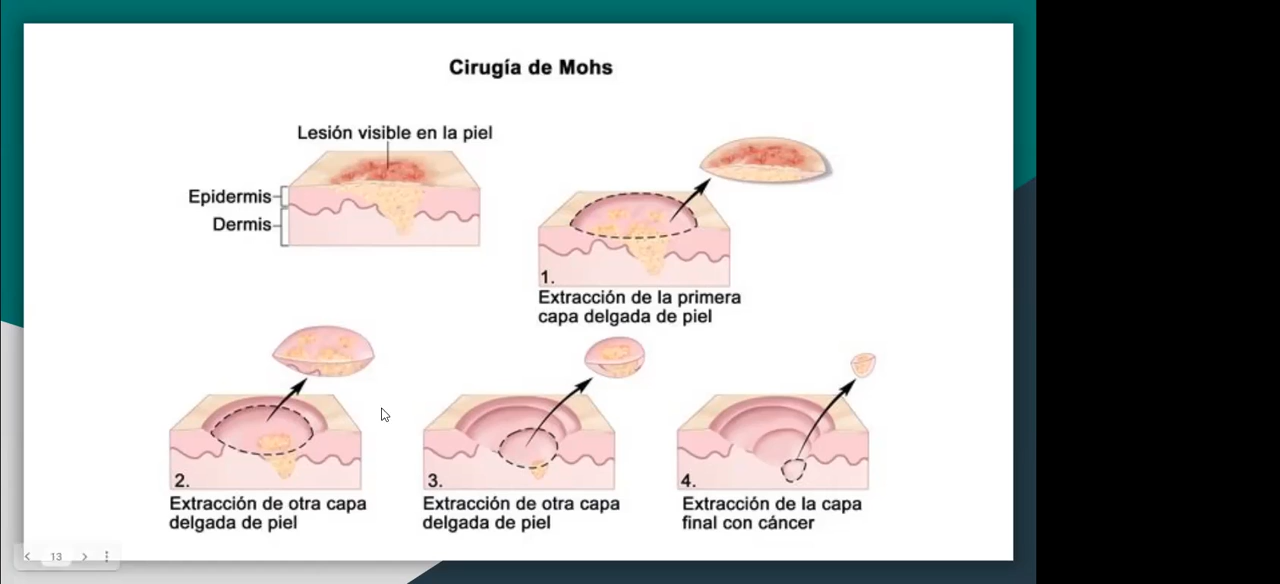 Cirugía de Mohs
Lesión visible en la piel
Epidermis
Dermis
1.
Extracción de la primera
capa delgada de piel
2.
Extracción de otra capa
delgada de piel
3.
Extracción de otra capa
delgada de piel
4.
Extracción de la capa
final con cáncer
13